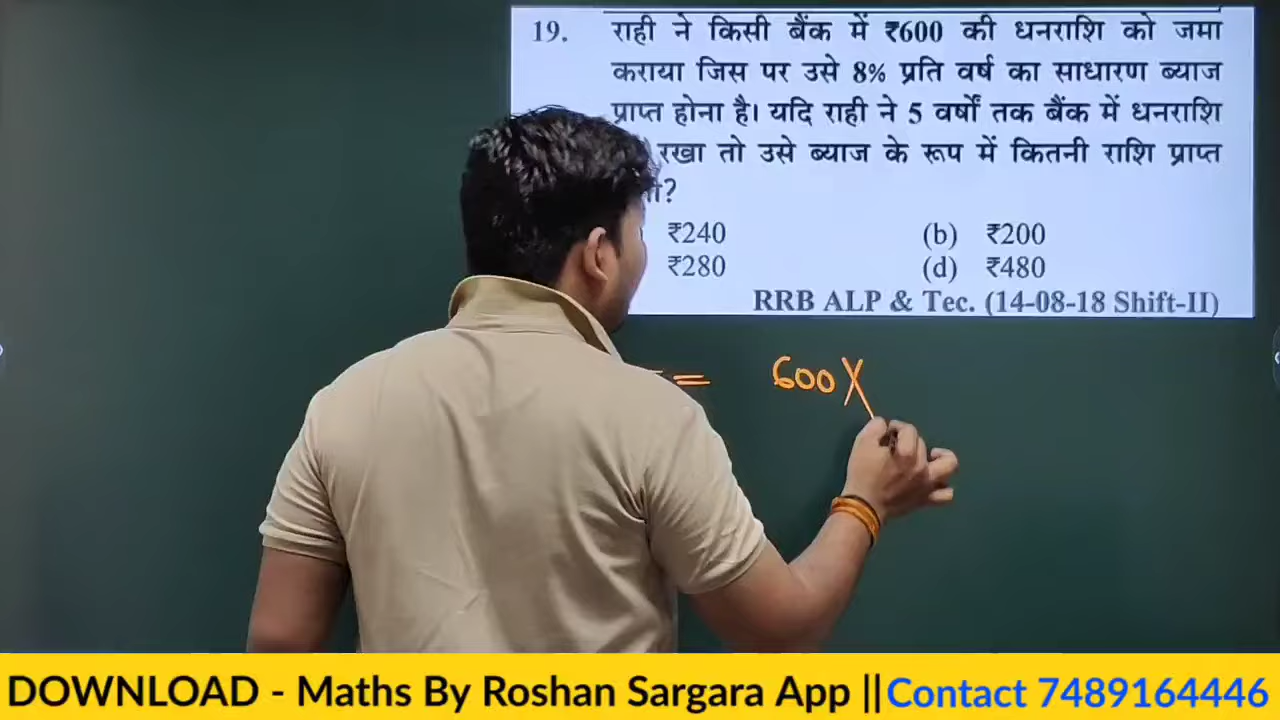 19. राही ने किसी बैंक में ₹600 की धनराशि को जमा
कराया जिस पर उसे 8% प्रति वर्ष का साधारण ब्याज
प्राप्त होना है। यदि राही ने 5 वर्षों तक बैंक में धनराशि
रखा तो उसे ब्याज के रूप में कितनी राशि प्राप्त
₹240 (b) ₹200
₹280 (d) ₹480
RRB ALP & Tec. (14-08-18 Shift-II)
= 600 X
DOWNLOAD - Maths By Roshan Sargara App || Contact 7489164446